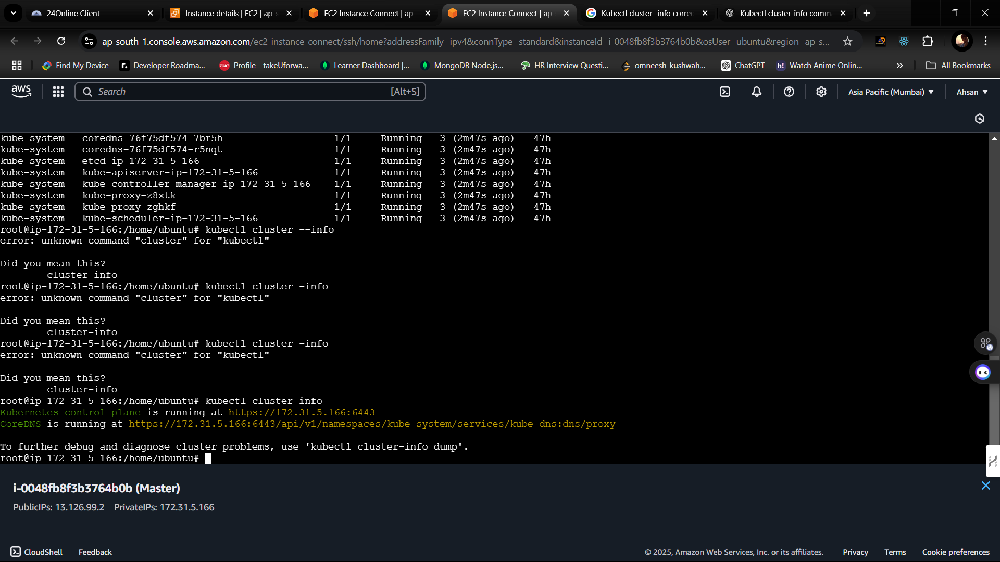 24Online Client
Instance details | EC2 | ap-s
EC2 Instance Connect | ap-
EC2 Instance Connect | ap-
Kubectl cluster -info correc
Kubectl cluster-info comm
ap-south-1.console.aws.amazon.com/ec2-instance-connect/ssh/home?addressFamily=ipv4&connType=standard&instanceId=i-0048fb8f3b3764b0b&osUser=ubuntu&region=ap-s...
Find My Device
Developer Roadma...
TUF
Profile - takeUforwa...
Learner Dashboard |...
MongoDB Node.js...
HR Interview Questi...
omneesh_kushwah...
ChatGPT
h!
Watch Anime Onlin...
All Bookmarks
aws
Search
[Alt+S]
Asia Pacific (Mumbai)
Ahsan
kube-system coredns-76f75df574-7br5h 1/1 Running 3 (2m47s ago) 47h
kube-system coredns-76f75df574-r5nqt 1/1 Running 3 (2m47s ago) 47h
kube-system etcd-ip-172-31-5-166 1/1 Running 3 (2m47s ago) 47h
kube-system kube-apiserver-ip-172-31-5-166 1/1 Running 3 (2m47s ago) 47h
kube-system kube-controller-manager-ip-172-31-5-166 1/1 Running 3 (2m47s ago) 47h
kube-system kube-proxy-z8xtk 1/1 Running 3 (2m47s ago) 47h
kube-system kube-proxy-zghkf 1/1 Running 3 (2m47s ago) 47h
kube-system kube-scheduler-ip-172-31-5-166 1/1 Running 3 (2m47s ago) 47h
root@ip-172-31-5-166:/home/ubuntu# kubectl cluster --info
error: unknown command "cluster" for "kubectl"
Did you mean this?
cluster-info
root@ip-172-31-5-166:/home/ubuntu# kubectl cluster -info
error: unknown command "cluster" for "kubectl"
Did you mean this?
cluster-info
root@ip-172-31-5-166:/home/ubuntu# kubectl cluster -info
error: unknown command "cluster" for "kubectl"
Did you mean this?
cluster-info
root@ip-172-31-5-166:/home/ubuntu# kubectl cluster-info
Kubernetes control plane is running at https://172.31.5.166:6443
CoreDNS is running at https://172.31.5.166:6443/api/v1/namespaces/kube-system/services/kube-dns:dns/proxy
To further debug and diagnose cluster problems, use 'kubectl cluster-info dump'.
root@ip-172-31-5-166:/home/ubuntu#
i-0048fb8f3b3764b0b (Master)
PublicIPs: 13.126.99.2 PrivateIPs: 172.31.5.166
CloudShell
Feedback
© 2025, Amazon Web Services, Inc. or its affiliates.
Privacy
Terms
Cookie preferences